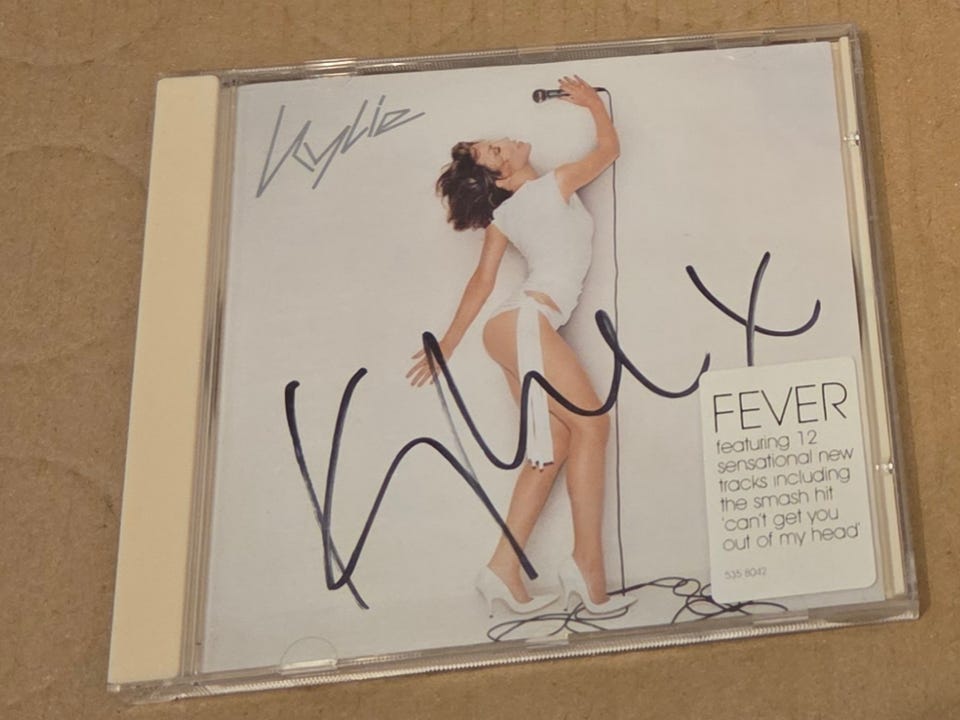 Kylie
Kylie x
FEVER
featuring 12
sensational new
tracks including
the smash hit
'can't get you
out of my head'
535 8042